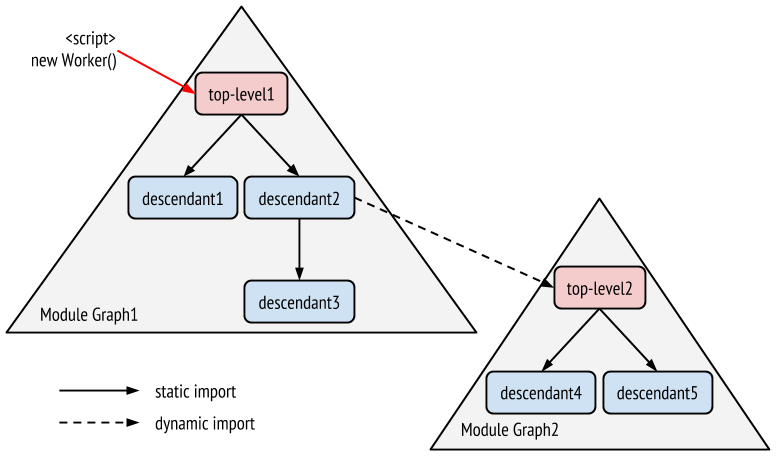 <script>
new Worker()
top-level1
descendant1
descendant2
descendant3
Module Graph1
top-level2
descendant4
descendant5
Module Graph2
static import
dynamic import